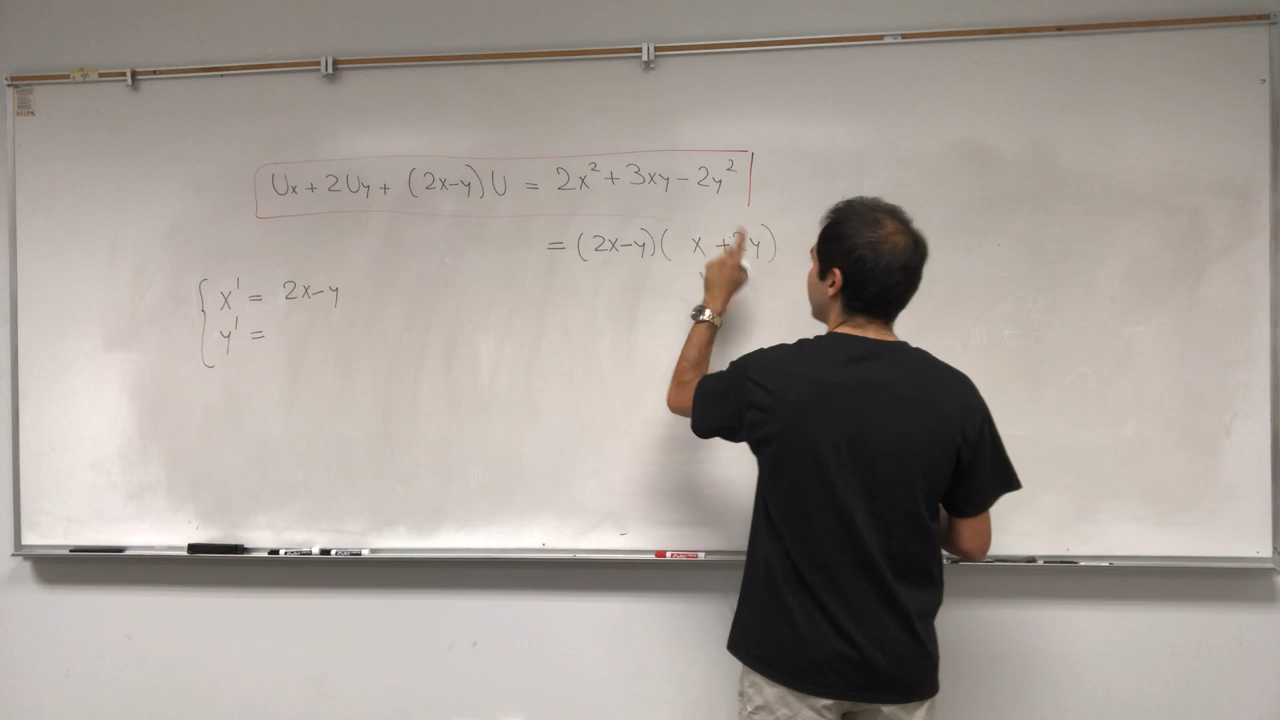 Ux + 2Uy + (2x-y)U = 2x² + 3xy - 2y²
= (2x-y)( x + 2y)
x' = 2x-y
y' =